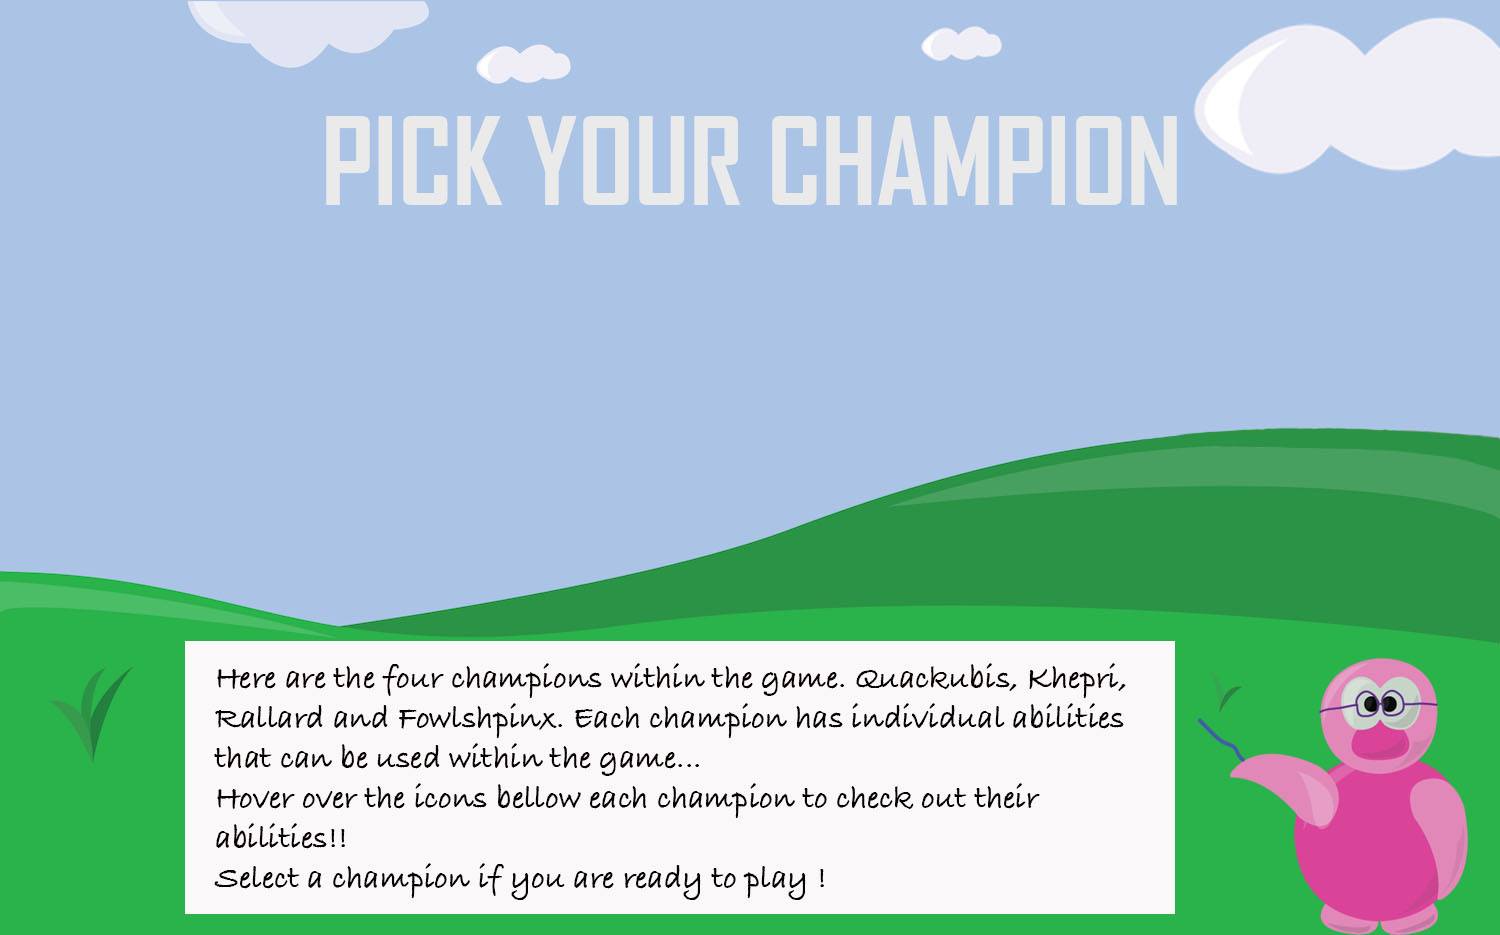 PICK YOUR CHAMPION
Here are the four champions within the game. Quackubis, Khepri,
Rallard and Fowlshpinx. Each champion has individual abilities
that can be used within the game...
Hover over the icons bellow each champion to check out their
abilities!!
Select a champion if you are ready to play !